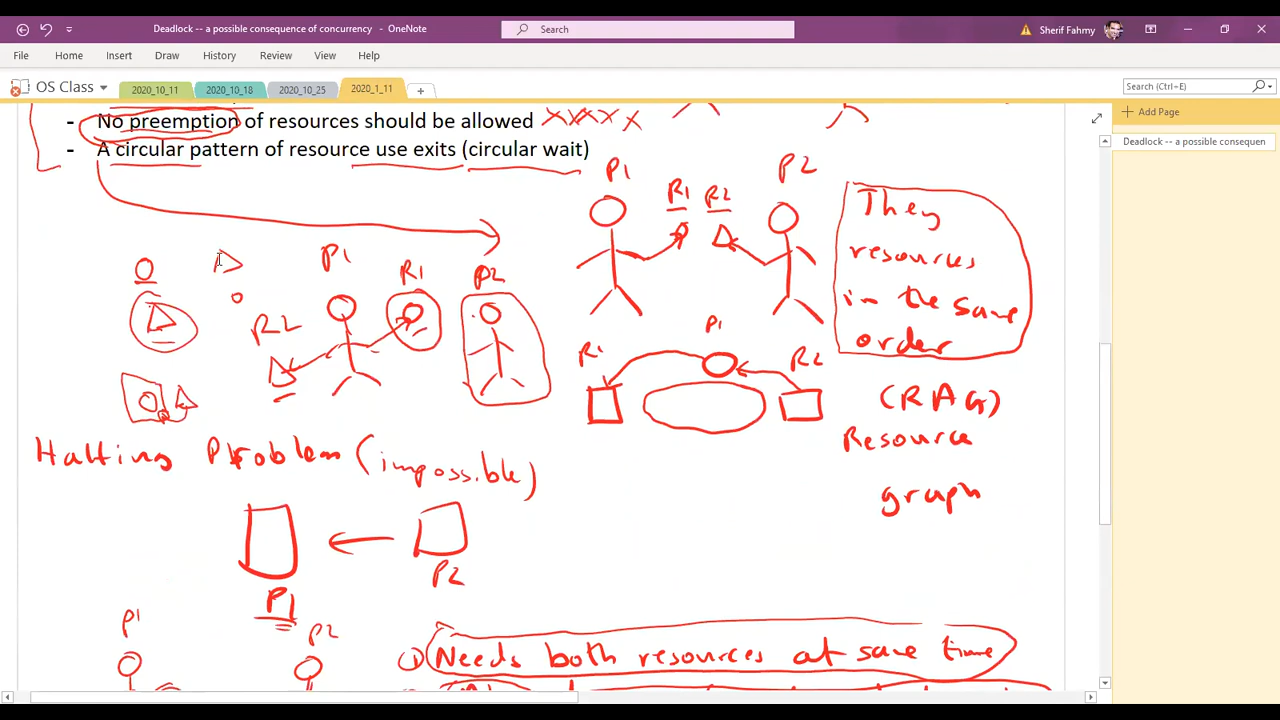 Deadlock -- a possible consequence of concurrency - OneNote
Search
Sherif Fahmy
File Home Insert Draw History Review View Help
OS Class
2020_10_11
2020_10_18
2020_10_25
2020_1_11
Search (Ctrl+E)
Add Page
Deadlock -- a possible consequen
- No preemption of resources should be allowed XXXX X
- A circular pattern of resource use exits (circular wait)
P1
R1
R2
P2
They
resources
in the same
order
P1
R1
P2
R2
P1
R1
R2
(RAG)
Resource
graph
Halting Problem (impossible)
P2
P1
P1
P2
1 Needs both resources at same time